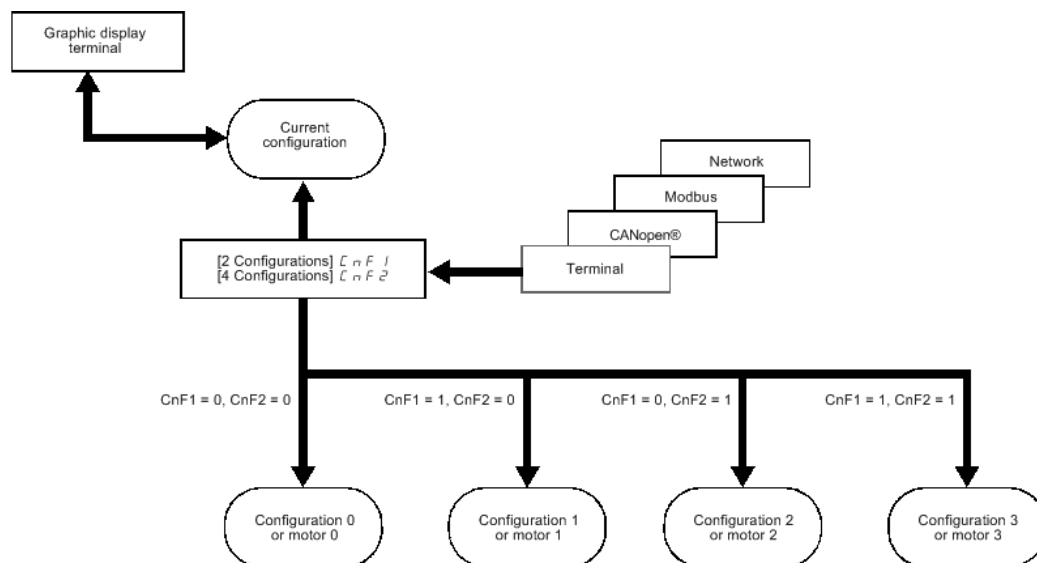 Graphic display
terminal
Current
configuration
Network
Modbus
CANopen®
Terminal
[2 Configurations] CnF1
[4 Configurations] CnF2
CnF1 = 0, CnF2 = 0
CnF1 = 1, CnF2 = 0
CnF1 = 0, CnF2 = 1
CnF1 = 1, CnF2 = 1
Configuration 0
or motor 0
Configuration 1
or motor 1
Configuration 2
or motor 2
Configuration 3
or motor 3